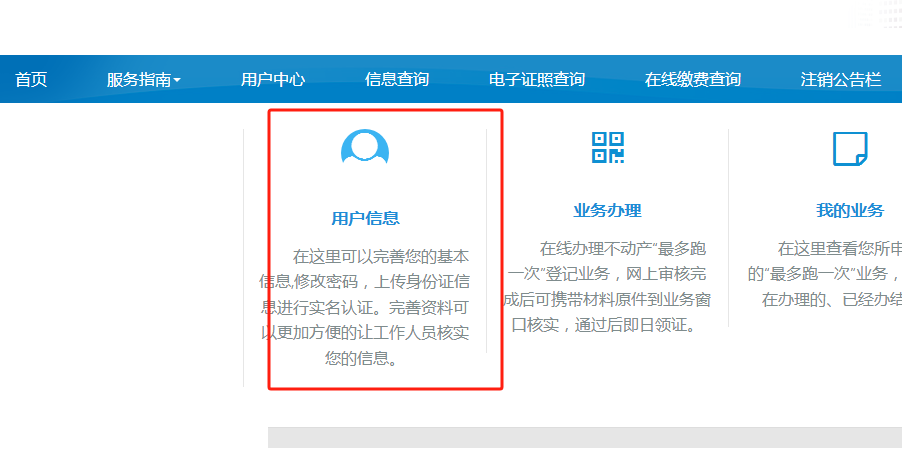 首页 服务指南 用户中心 信息查询 电子证照查询 在线缴费查询 注销公告栏
用户信息
在这里可以完善您的基本
信息,修改密码，上传身份证信
息进行实名认证。完善资料可
以更加方便的让工作人员核实
您的信息。
业务办理
在线办理不动产“最多跑
一次”登记业务，网上审核完
成后可携带材料原件到业务窗
口核实，通过后即日领证。
我的业务
在这里查看您所申
的“最多跑一次”业务，
在办理的、已经办结